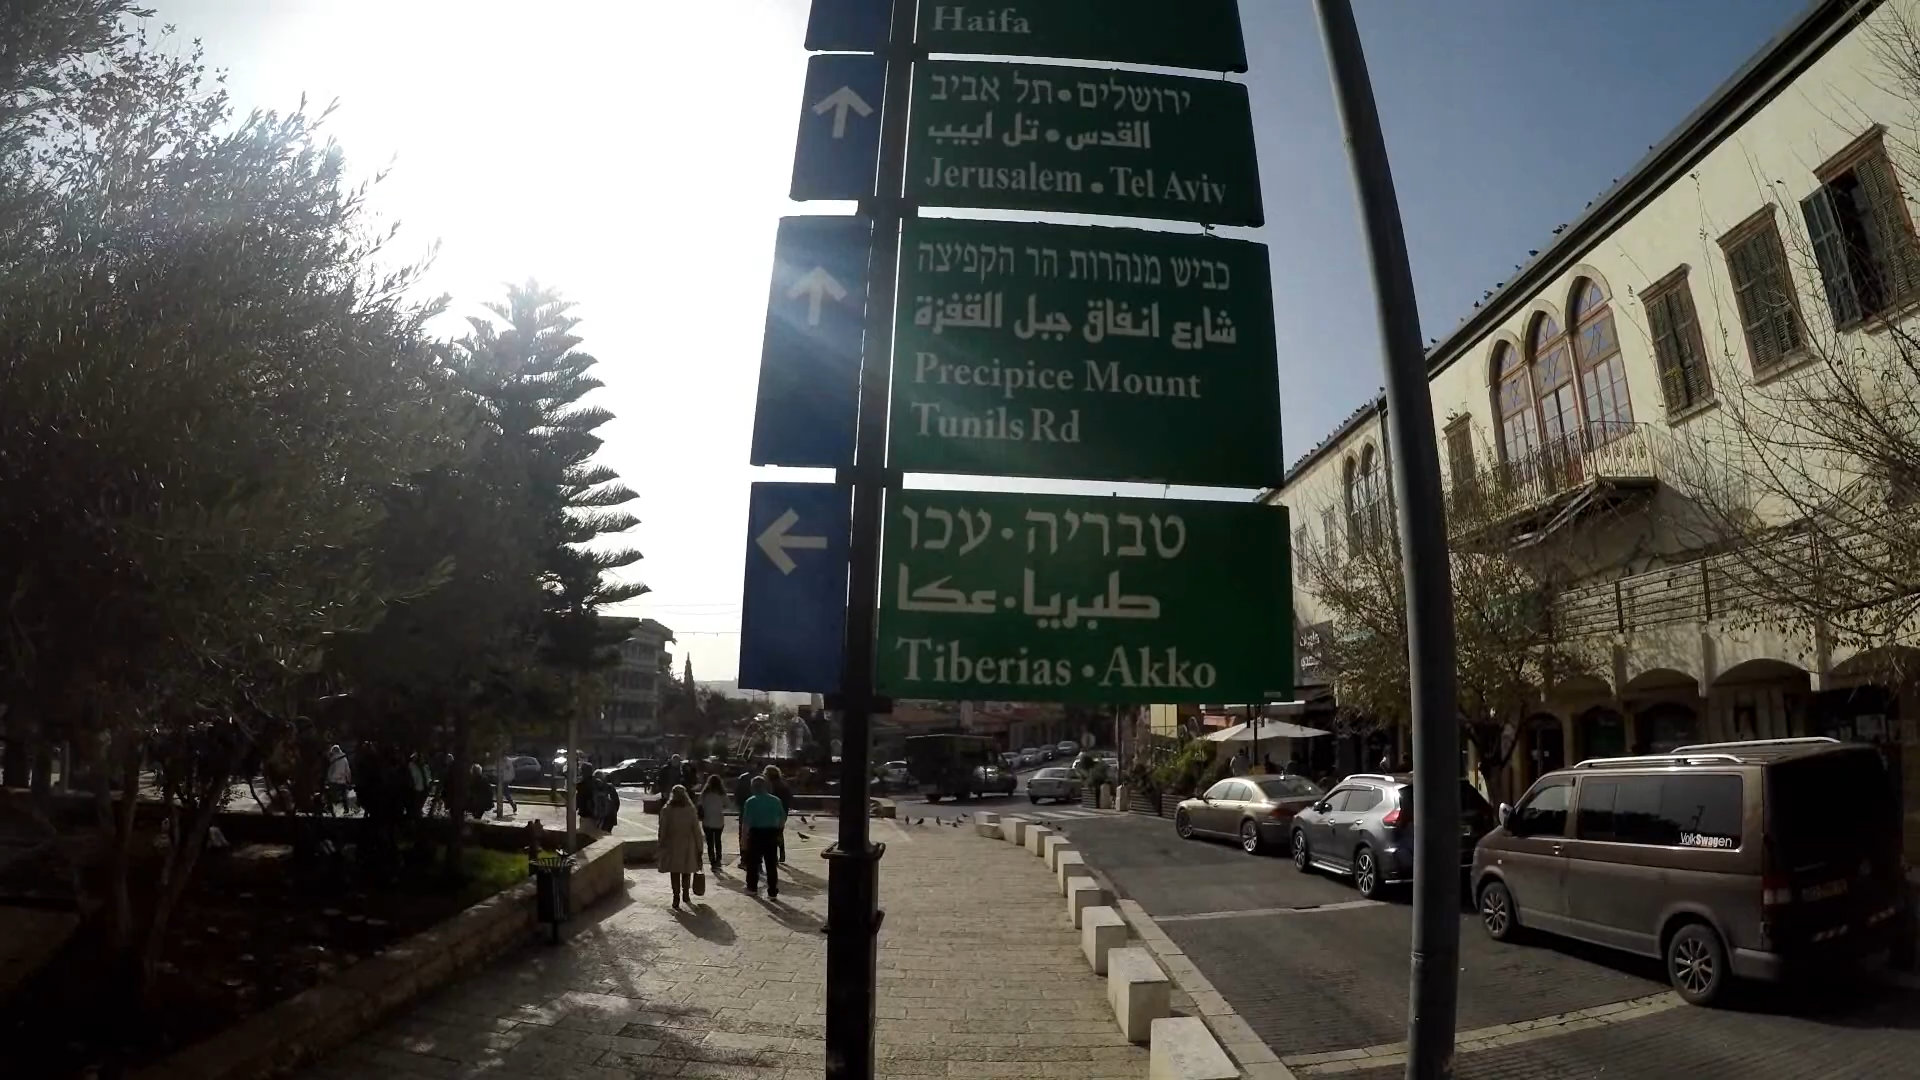 Haifa
ירושלים • תל אביב
القدس • تل ابيب
Jerusalem • Tel Aviv
כביש מנהרות הר הקפיצה
شارع انفاق جبل القفزة
Precipice Mount
Tunils Rd
טבריה • עכו
طبريا • عكا
Tiberias • Akko
VolkSwagen